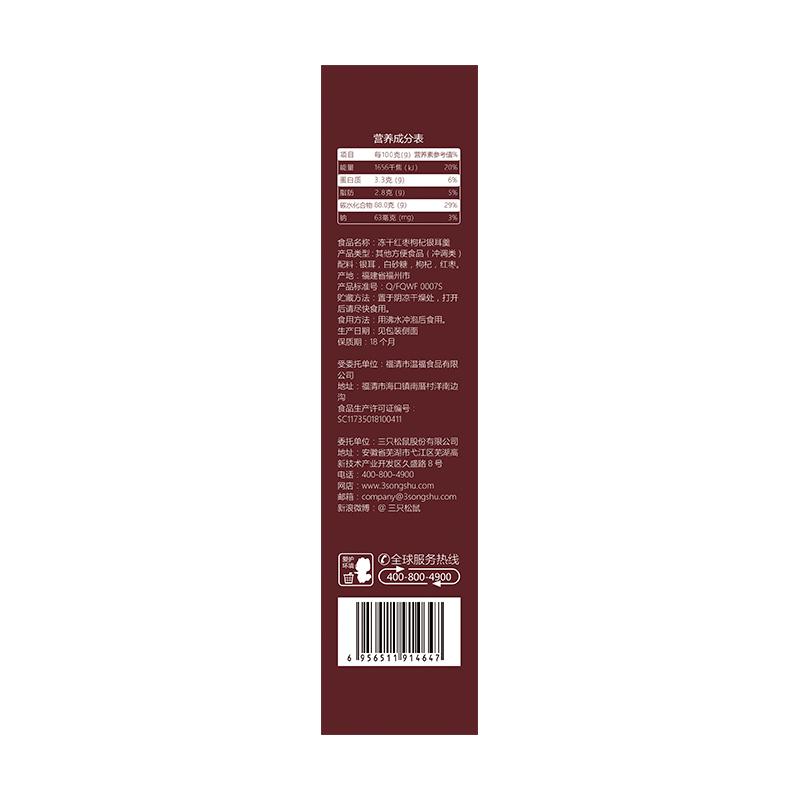 营养成分表
项目 每100克(g) 营养素参考值%
能量 1656千焦(kJ) 20%
蛋白质 3.3克(g) 6%
脂肪 2.8克(g) 5%
碳水化合物 88.0克(g) 29%
钠 63毫克(mg) 3%
食品名称：冻干红枣枸杞银耳羹
产品类型：其他方便食品（冲调类）
配料：银耳，白砂糖，枸杞，红枣。
产地：福建省福州市
产品标准号：Q/FQWF 0007S
贮藏方法：置于阴凉干燥处，打开
后请尽快食用。
食用方法：用沸水冲泡后食用。
生产日期：见包装侧面
保质期：18个月
受委托单位：福清市温福食品有限
公司
地址：福清市海口镇南厝村洋南边
沟
食品生产许可证编号：
SC11735018100411
委托单位：三只松鼠股份有限公司
地址：安徽省芜湖市弋江区芜湖高
新技术产业开发区久盛路8号
电话：400-800-4900
网店：www.3songshu.com
邮箱：company@3songshu.com
新浪微博：@三只松鼠
爱护
环境
全球服务热线
400-800-4900
6 956511 914647